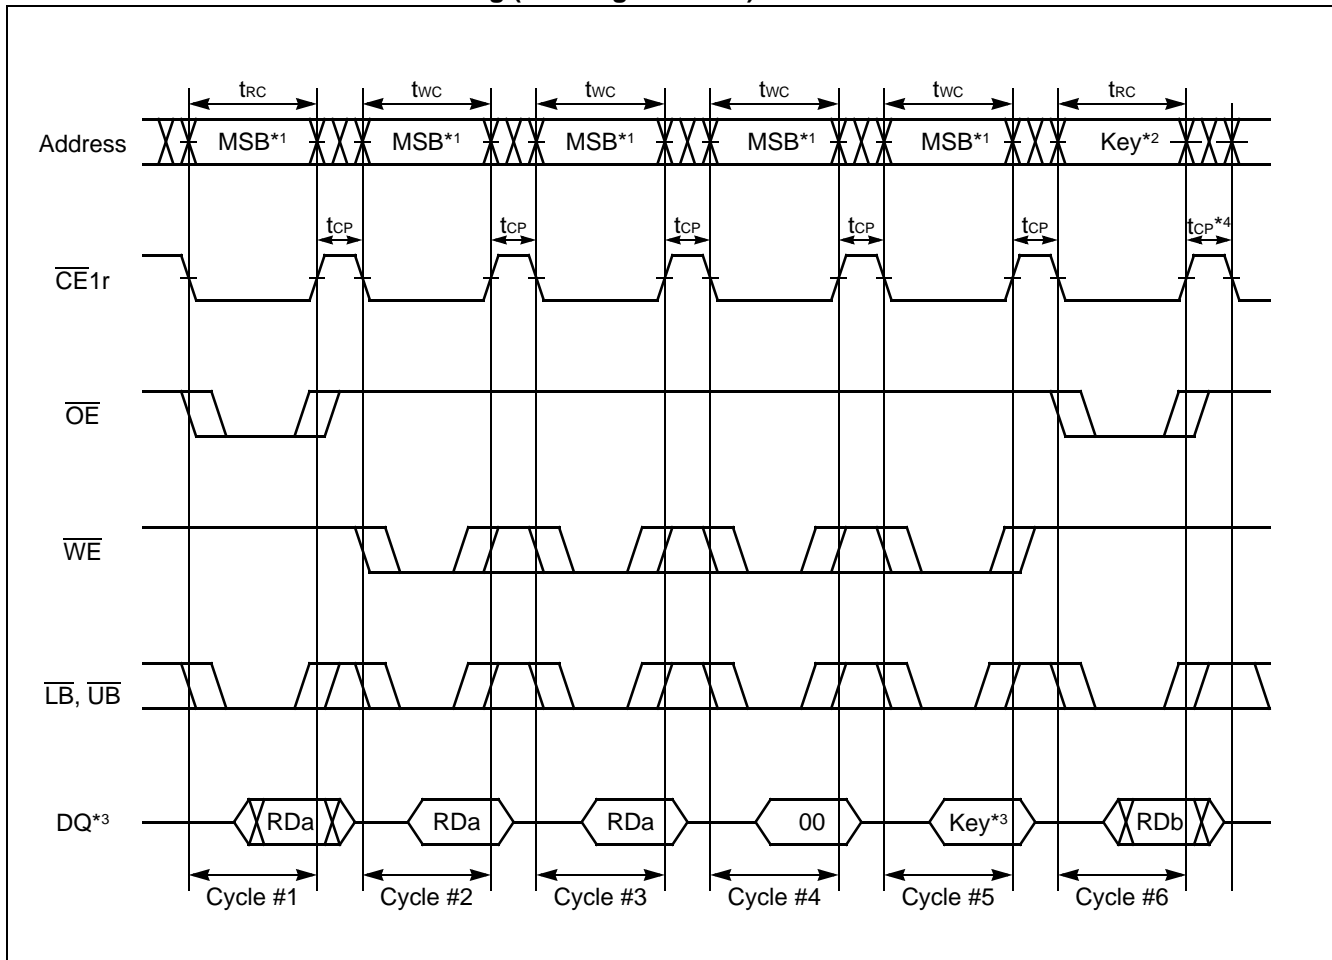 tRC tWC tWC tWC tWC tRC
Address MSB*1 MSB*1 MSB*1 MSB*1 MSB*1 Key*2
tCP tCP tCP tCP tCP tCP*4
CE1r
OE
WE
LB, UB
DQ*3 RDa RDa RDa 00 Key*3 RDb
Cycle #1 Cycle #2 Cycle #3 Cycle #4 Cycle #5 Cycle #6